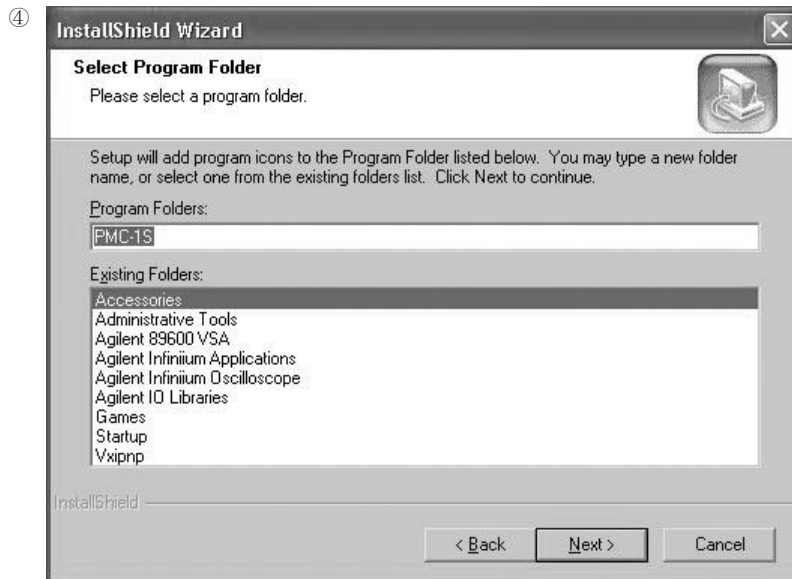 ④
InstallShield Wizard
Select Program Folder
Please select a program folder.
Setup will add program icons to the Program Folder listed below. You may type a new folder
name, or select one from the existing folders list. Click Next to continue.
Program Folders:
PMC-1S
Existing Folders:
Accessories
Administrative Tools
Agilent 89600 VSA
Agilent Infiniium Applications
Agilent Infiniium Oscilloscope
Agilent IO Libraries
Games
Startup
Vxipnp
InstallShield
< Back Next > Cancel